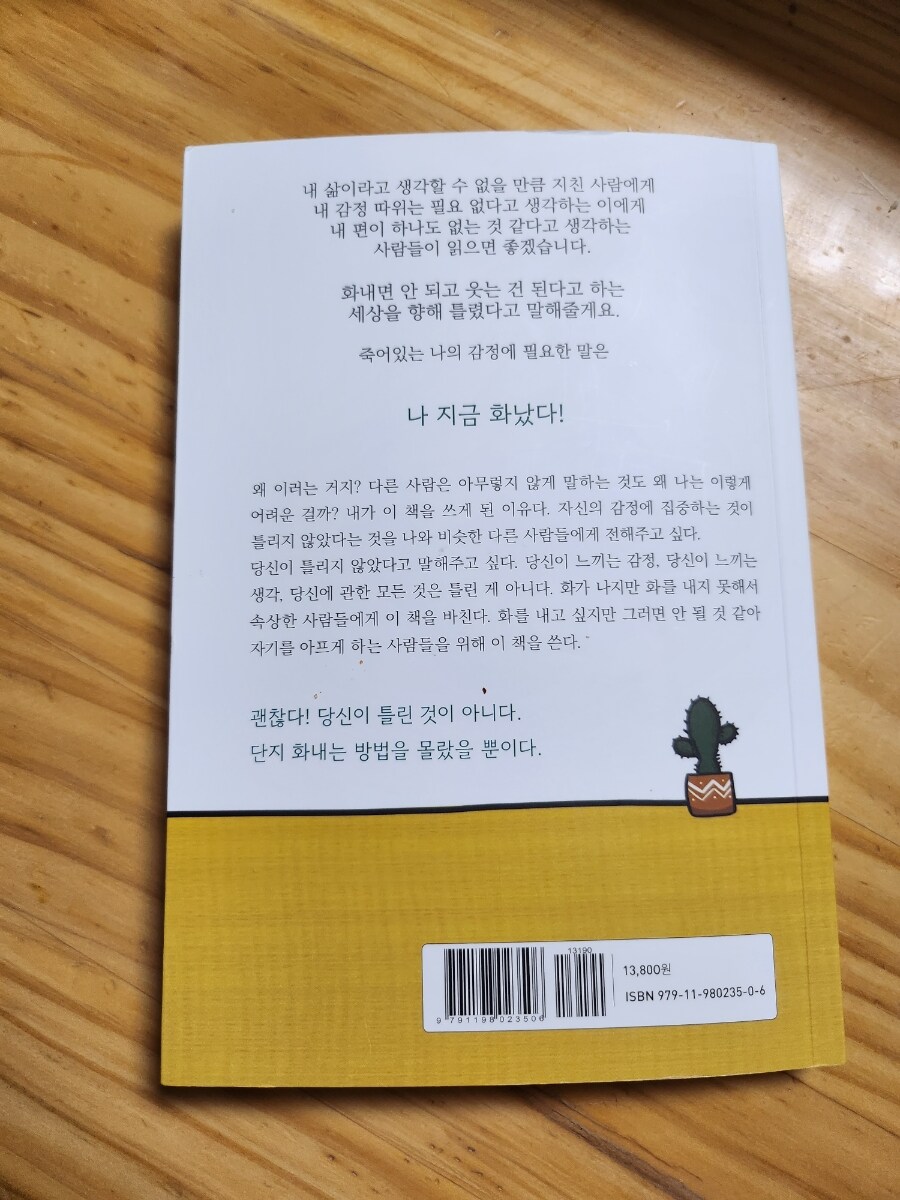 내 삶이라고 생각할 수 없을 만큼 지친 사람에게
내 감정 따위는 필요 없다고 생각하는 이에게
내 편이 하나도 없는 것 같다고 생각하는
사람들이 읽으면 좋겠습니다.
화내면 안 되고 웃는 건 된다고 하는
세상을 향해 틀렸다고 말해줄게요.
죽어있는 나의 감정에 필요한 말은
나 지금 화났다!
왜 이러는 거지? 다른 사람은 아무렇지 않게 말하는 것도 왜 나는 이렇게
어려운 걸까? 내가 이 책을 쓰게 된 이유다. 자신의 감정에 집중하는 것이
틀리지 않았다는 것을 나와 비슷한 다른 사람들에게 전해주고 싶다.
당신이 틀리지 않았다고 말해주고 싶다. 당신이 느끼는 감정, 당신이 느끼는
생각, 당신에 관한 모든 것은 틀린 게 아니다. 화가 나지만 화를 내지 못해서
속상한 사람들에게 이 책을 바친다. 화를 내고 싶지만 그러면 안 될 것 같아
자기를 아프게 하는 사람들을 위해 이 책을 쓴다.
괜찮다! 당신이 틀린 것이 아니다.
단지 화내는 방법을 몰랐을 뿐이다.
13190
13,800원
ISBN 979-11-980235-0-6
9 791198 023506